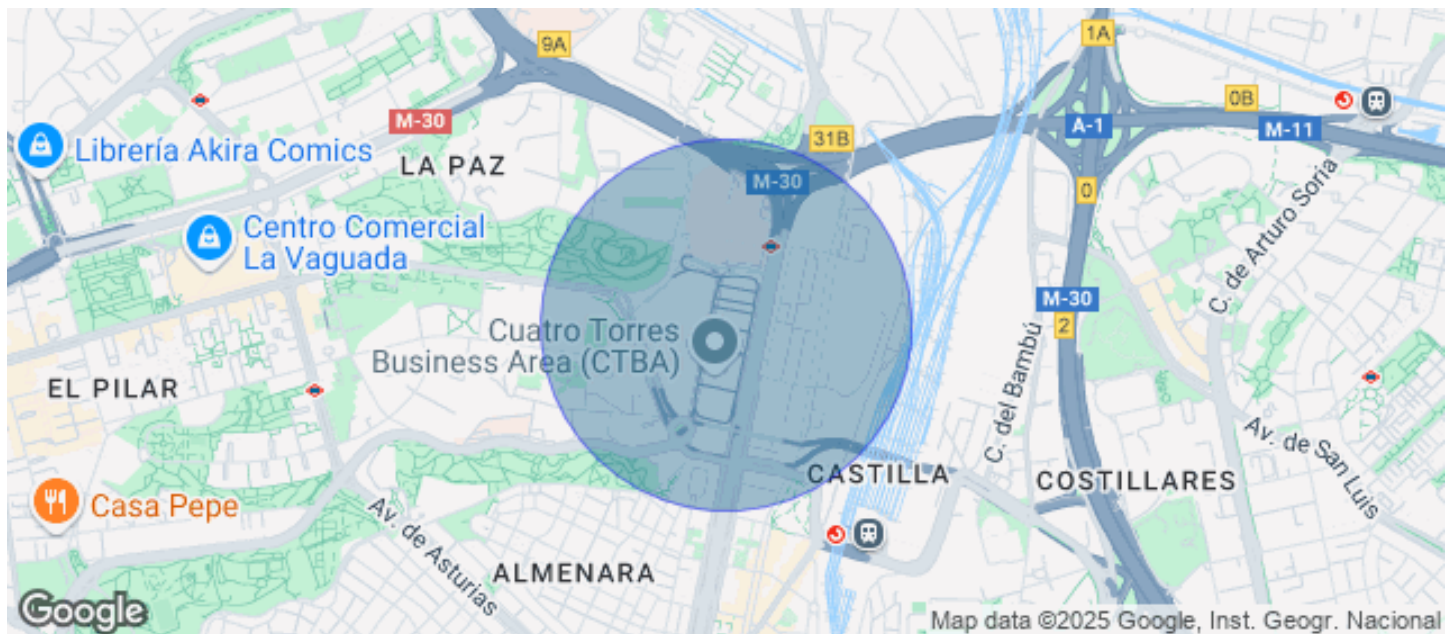 9A
1A
0B
M-30
A-1
M-11
31B
Librería Akira Comics
LA PAZ
M-30
0
Centro Comercial
La Vaguada
C. de Arturo Soria
M-30
2
Cuatro Torres
Business Area (CTBA)
EL PILAR
C. del Bambú
CASTILLA
COSTILLARES
Av. de San Luis
Casa Pepe
Av. de Asturias
ALMENARA
Google
Map data ©2025 Google, Inst. Geogr. Nacional